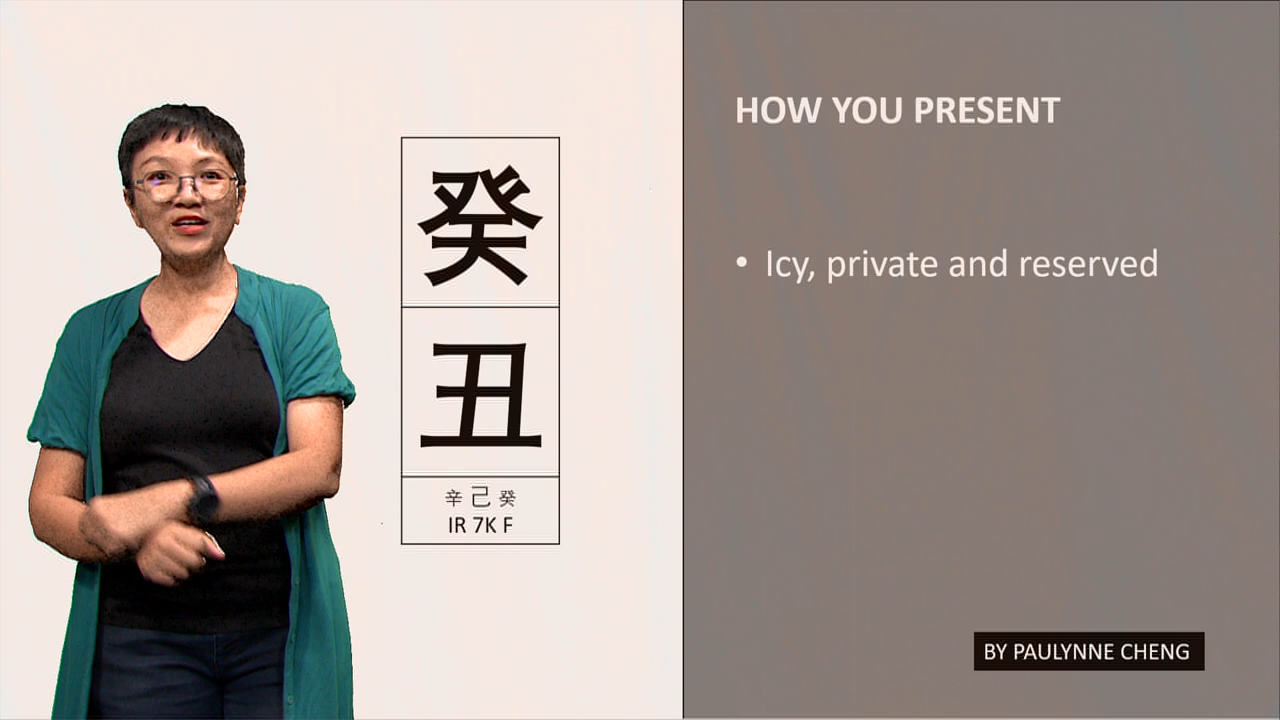 癸
丑
辛 己 癸
IR 7K F
HOW YOU PRESENT
• Icy, private and reserved
BY PAULYNNE CHENG